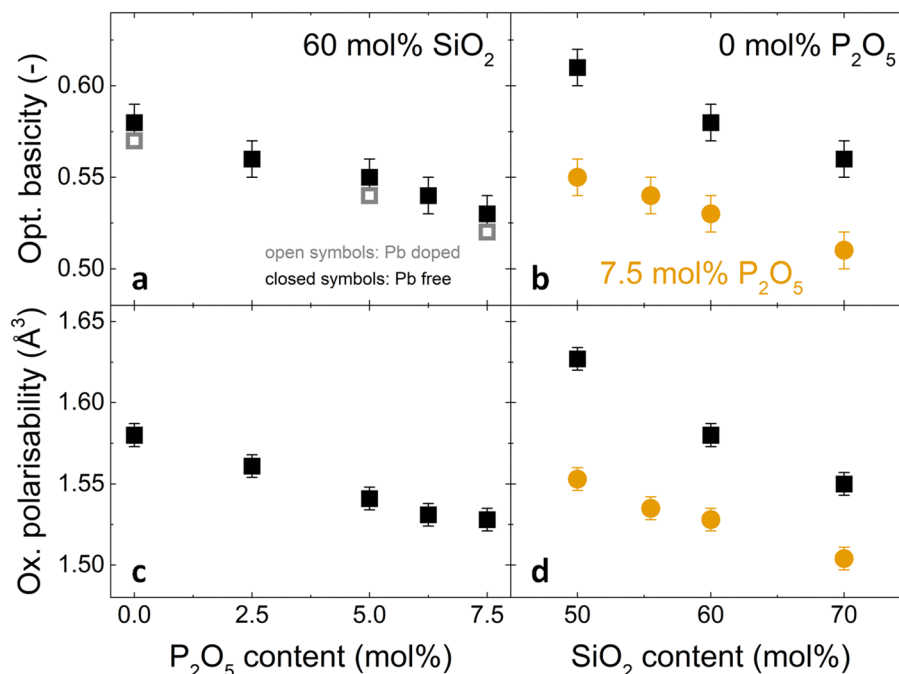 60 mol% SiO₂
0 mol% P₂O₅
Opt. basicity (-)
0.60
0.55
0.50
open symbols: Pb doped
closed symbols: Pb free
a
b
7.5 mol% P₂O₅
Ox. polarisability (Å³)
1.65
1.60
1.55
1.50
c
d
0.0 2.5 5.0 7.5
50 60 70
P₂O₅ content (mol%)
SiO₂ content (mol%)